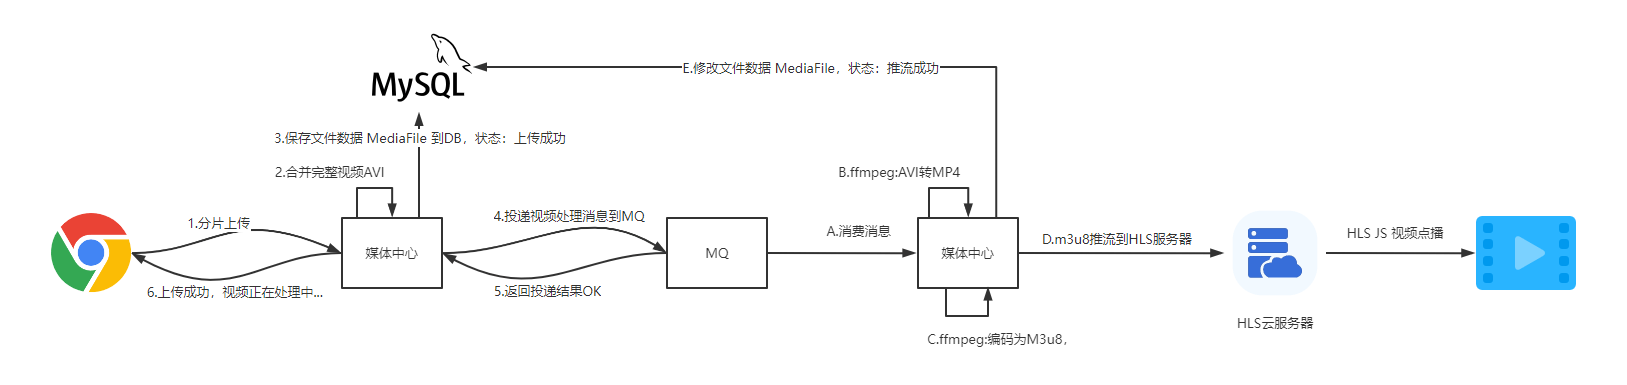 MySQL
E.修改文件数据 MediaFile，状态：推流成功
3.保存文件数据 MediaFile 到DB，状态：上传成功
2.合并完整视频AVI
B.ffmpeg:AVI转MP4
1.分片上传
4.投递视频处理消息到MQ
A.消费消息
D.m3u8推流到HLS服务器
HLS JS 视频点播
媒体中心
MQ
媒体中心
6.上传成功，视频正在处理中...
5.返回投递结果OK
HLS云服务器
C.ffmpeg:编码为M3u8，